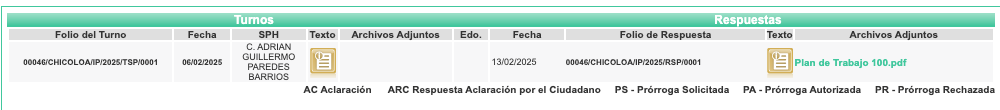 Turnos Respuestas
Folio del Turno Fecha SPH Texto Archivos Adjuntos Edo. Fecha Folio de Respuesta Texto Archivos Adjuntos
00046/CHICOLOA/IP/2025/TSP/0001 06/02/2025 C. ADRIAN
GUILLERMO
PAREDES
BARRIOS
13/02/2025 00046/CHICOLOA/IP/2025/RSP/0001 Plan de Trabajo 100.pdf
AC Aclaración ARC Respuesta Aclaración por el Ciudadano PS - Prórroga Solicitada PA - Prórroga Autorizada PR - Prórroga Rechazada